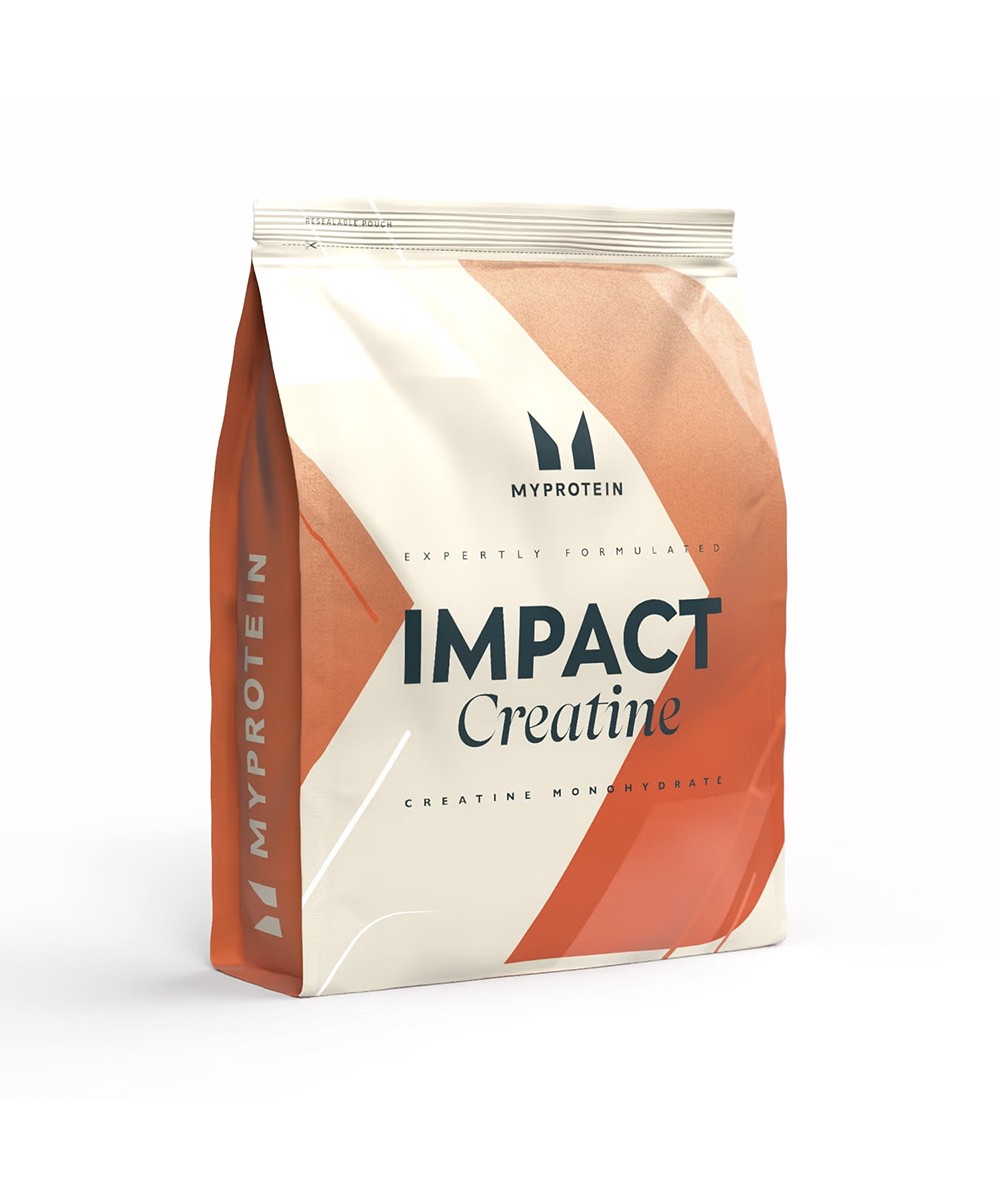 RESEALABLE POUCH
MYPROTEIN
EXPERTLY FORMULATED
IMPACT
Creatine
CREATINE MONOHYDRATE
MYPROTEIN